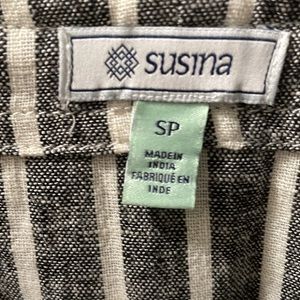 susina
SP
MADE IN
INDIA
FABRIQUÉ EN
INDE